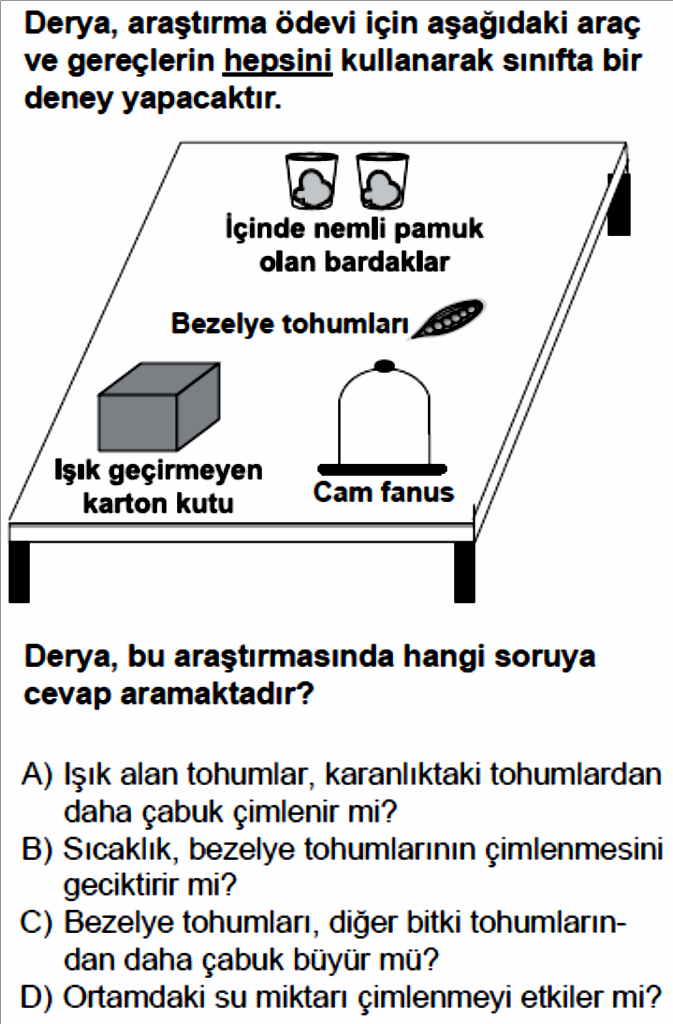 Derya, araştırma ödevi için aşağıdaki araç
ve gereçlerin hepsini kullanarak sınıfta bir
deney yapacaktır.
İçinde nemli pamuk
olan bardaklar
Bezelye tohumları
Işık geçirmeyen
karton kutu
Cam fanus
Derya, bu araştırmasında hangi soruya
cevap aramaktadır?
A) Işık alan tohumlar, karanlıktaki tohumlardan
daha çabuk çimlenir mi?
B) Sıcaklık, bezelye tohumlarının çimlenmesini
geciktirir mi?
C) Bezelye tohumları, diğer bitki tohumların-
dan daha çabuk büyür mü?
D) Ortamdaki su miktarı çimlenmeyi etkiler mi?